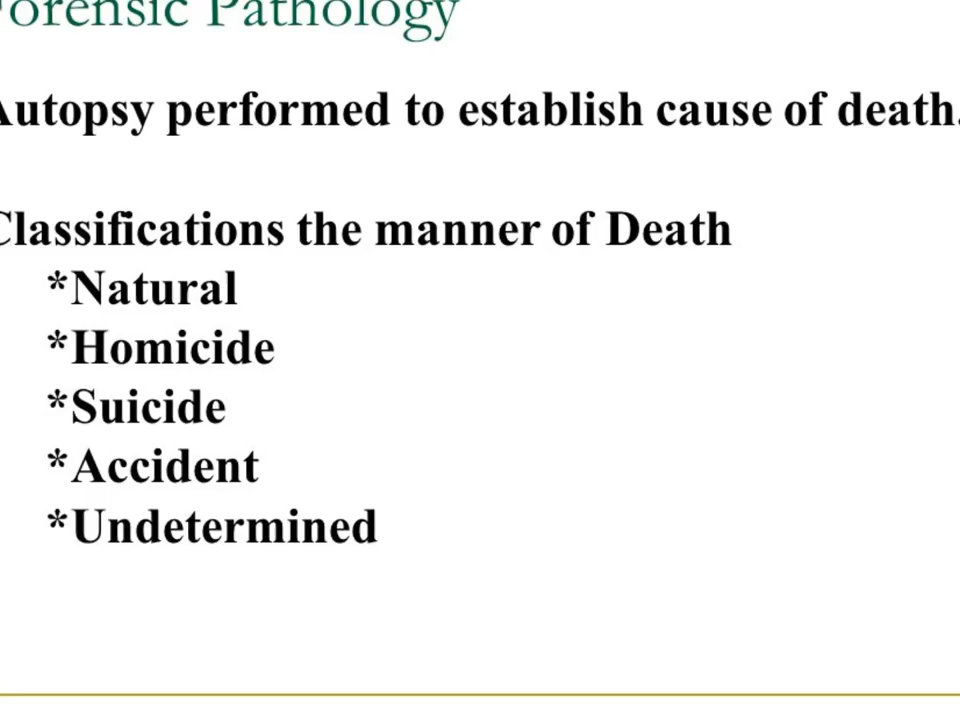 Forensic Pathology
Autopsy performed to establish cause of death.
Classifications the manner of Death
*Natural
*Homicide
*Suicide
*Accident
*Undetermined